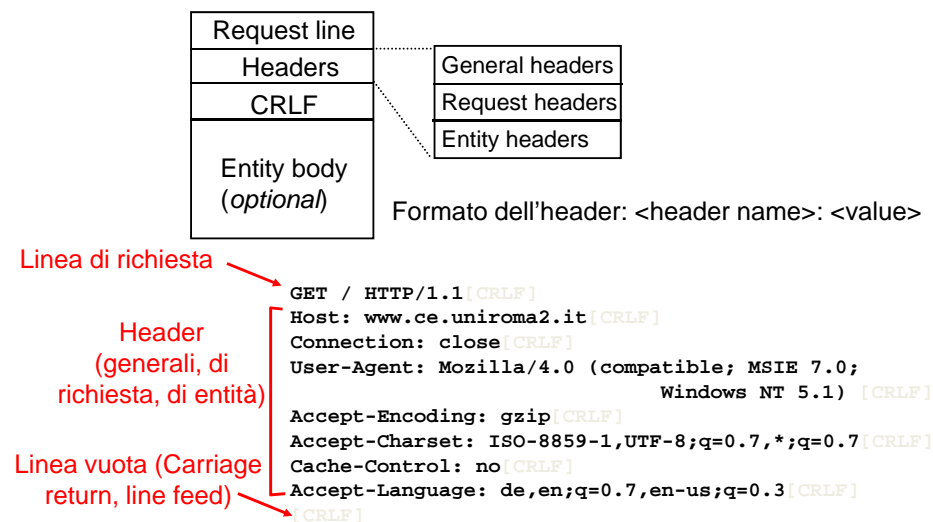 Request line
Headers
CRLF
Entity body
(optional)
General headers
Request headers
Entity headers
Formato dell'header: <header name>: <value>
Linea di richiesta
GET / HTTP/1.1[CRLF]
Host: www.ce.uniroma2.it[CRLF]
Connection: close[CRLF]
User-Agent: Mozilla/4.0 (compatible; MSIE 7.0;
Windows NT 5.1) [CRLF]
Accept-Encoding: gzip[CRLF]
Accept-Charset: ISO-8859-1,UTF-8;q=0.7,*;q=0.7[CRLF]
Cache-Control: no[CRLF]
Accept-Language: de,en;q=0.7,en-us;q=0.3[CRLF]
[CRLF]
Header
(generali, di
richiesta, di entità)
Linea vuota (Carriage
return, line feed)